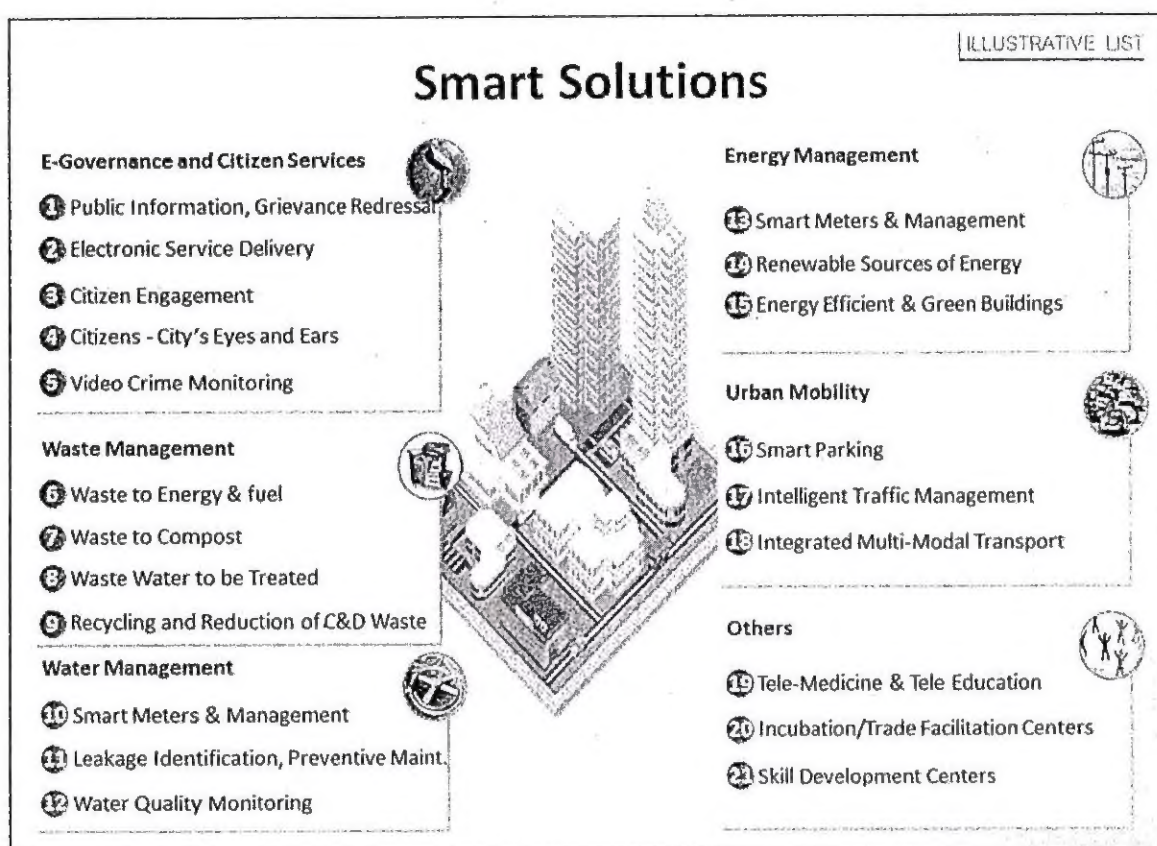 ILLUSTRATIVE LIST
Smart Solutions
E-Governance and Citizen Services
1 Public Information, Grievance Redressal
2 Electronic Service Delivery
3 Citizen Engagement
4 Citizens - City's Eyes and Ears
5 Video Crime Monitoring
Waste Management
6 Waste to Energy & fuel
7 Waste to Compost
8 Waste Water to be Treated
9 Recycling and Reduction of C&D Waste
Water Management
10 Smart Meters & Management
11 Leakage Identification, Preventive Maint.
12 Water Quality Monitoring
Energy Management
13 Smart Meters & Management
14 Renewable Sources of Energy
15 Energy Efficient & Green Buildings
Urban Mobility
16 Smart Parking
17 Intelligent Traffic Management
18 Integrated Multi-Modal Transport
Others
19 Tele-Medicine & Tele Education
20 Incubation/Trade Facilitation Centers
21 Skill Development Centers